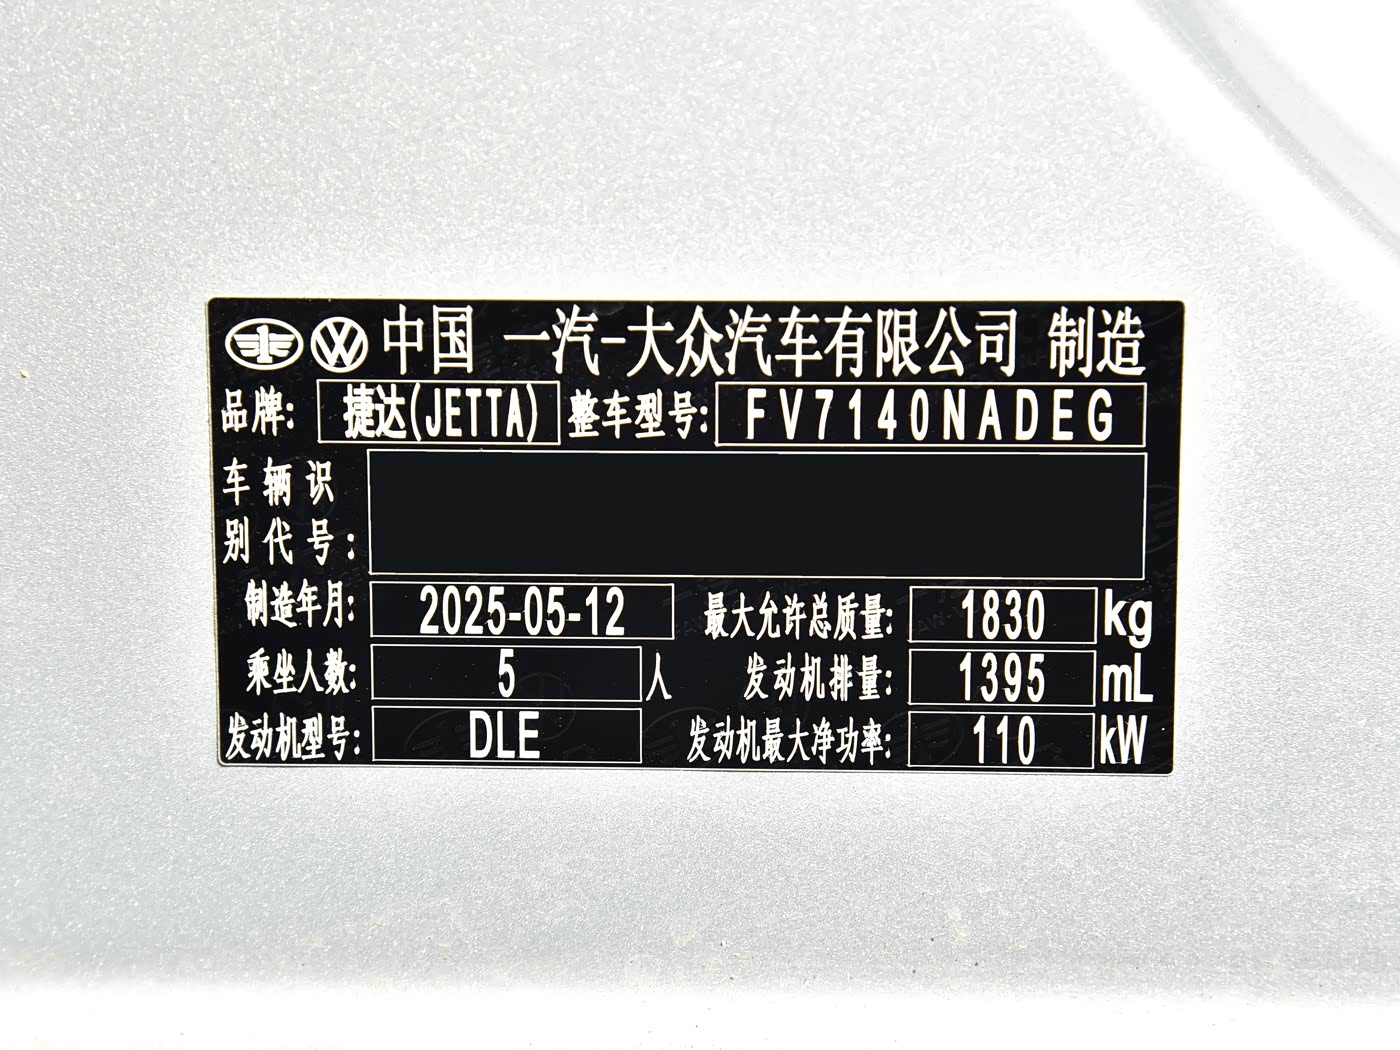 中国 一汽-大众汽车有限公司 制造
品牌: 捷达(JETTA) 整车型号: FV7140NADEG
车辆识
别代号:
制造年月: 2025-05-12 最大允许总质量: 1830 kg
乘坐人数: 5 人 发动机排量: 1395 mL
发动机型号: DLE 发动机最大净功率: 110 kW